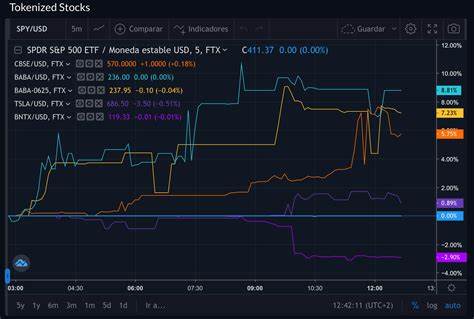 Tokenized Stocks
SPY/USD 5m Comparar Indicadores Guardar
SPDR S&P 500 ETF / Moneda estable USD, 5, FTX C411.37 0.00 (0.00%)
CBSE/USD, FTX 570.0000 +1.0000 (+0.18%)
BABA/USD, FTX 236.00 0.00 (0.00%)
BABA-0625, FTX 237.95 -0.10 (-0.04%)
TSLA/USD, FTX 686.50 -3.50 (-0.51%)
BNTX/USD, FTX 119.33 -0.01 (-0.01%)
12.00%
10.00%
8.81%
7.23%
5.75%
4.00%
2.00%
0.89%
0.00%
-2.90%
-4.00%
03:00 04:30 06:00 07:30 09:00 10:30 12:00 13:
5y 1y 6m 3m 1m 5d 1d Ir a... 12:42:11 (UTC+2) % log auto